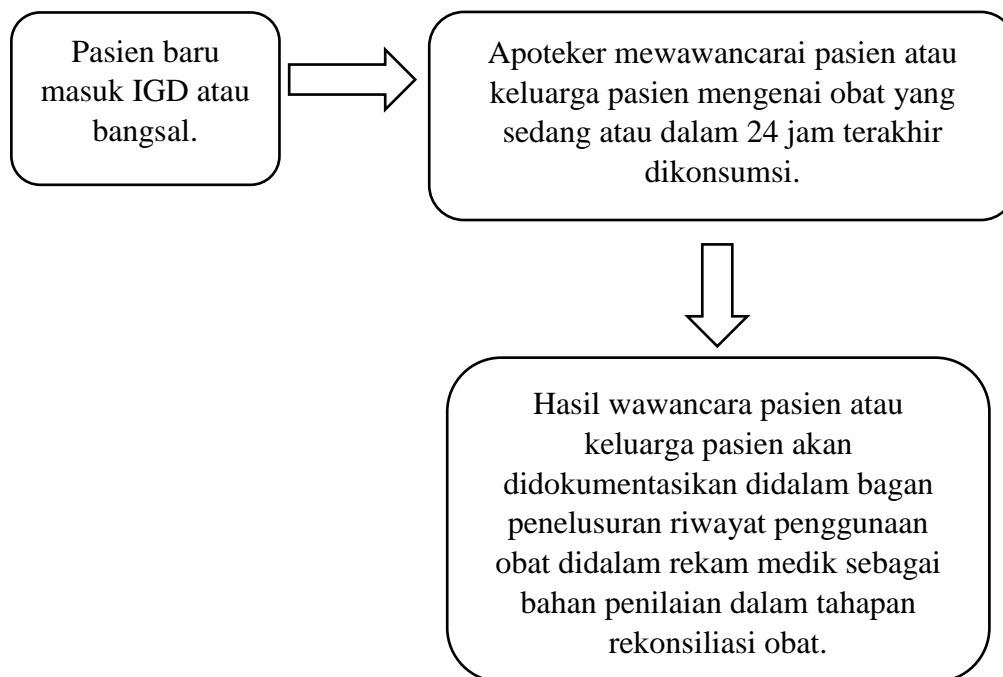 Pasien baru
masuk IGD atau
bangsal.
Apoteker mewawancarai pasien atau
keluarga pasien mengenai obat yang
sedang atau dalam 24 jam terakhir
dikonsumsi.
Hasil wawancara pasien atau
keluarga pasien akan
didokumentasikan didalam bagan
penelusuran riwayat penggunaan
obat didalam rekam medik sebagai
bahan penilaian dalam tahapan
rekonsiliasi obat.